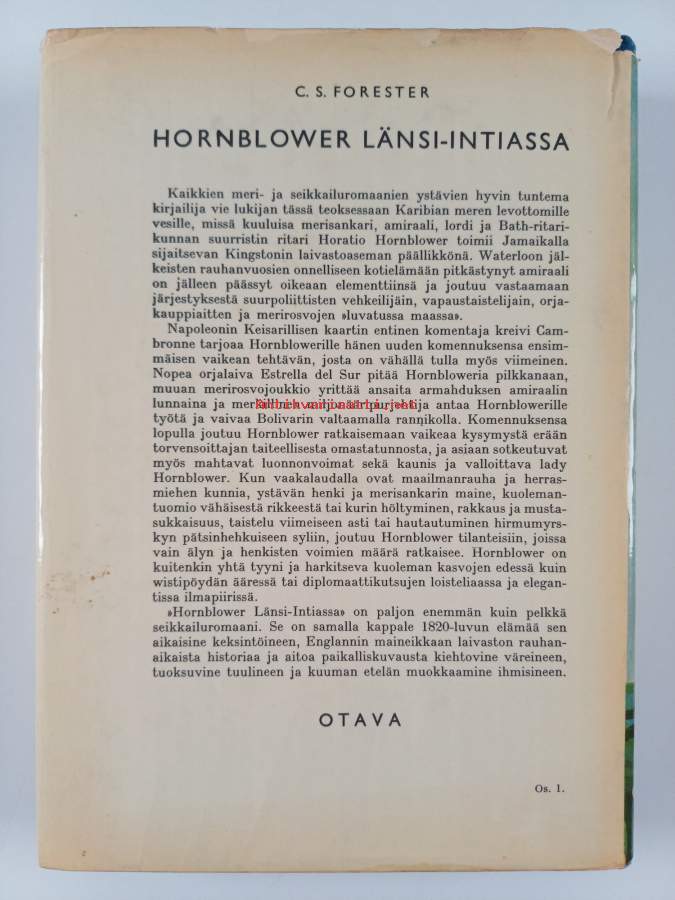 C. S. FORESTER
HORNBLOWER LÄNSI-INTIASSA
Kaikkien meri- ja seikkailuromaanien ystävien hyvin tuntema
kirjailija vie lukijan tässä teoksessaan Karibian meren levottomille
vesille, missä kuuluisa merisankari, amiraali, lordi ja Bath-ritari-
kunnan suurristin ritari Horatio Hornblower toimii Jamaikalla
sijaitsevan Kingstonin laivastoaseman päällikkönä. Waterloon jäl-
keisten rauhanvuosien onnelliseen kotielämään pitkästynyt amiraali
on jälleen päässyt oikeaan elementtiinsä ja joutuu vastaamaan
järjestyksestä suurpoliittisten vehkeilijäin, vapaustaistelijain, orja-
kauppiaitten ja merirosvojen »luvatussa maassa».
Napoleonin Keisarillisen kaartin entinen komentaja kreivi Cam-
bronne tarjoaa Hornblowerille hänen uuden komennuksensa ensim-
mäisen vaikean tehtävän, josta on vähällä tulla myös viimeinen.
Nopea orjalaiva Estrella del Sur pitää Hornbloweria pilkkanaan,
muuan merirosvojoukko yrittää ansaita armahduksen amiraalin
lunnaina ja merkillinen miljonääripurjehtija antaa Hornblowerille
työtä ja vaivaa Bolivarin valtaamalla rannikolla. Komennuksensa
lopulla joutuu Hornblower ratkaisemaan vaikeaa kysymystä erään
torvensoittajan taiteellisesta omastatunnosta, ja asiaan sotkeutuvat
myös mahtavat luonnonvoimat sekä kaunis ja valloittava lady
Hornblower. Kun vaakalaudalla ovat maailmanrauha ja herras-
miehen kunnia, ystävän henki ja merisankarin maine, kuoleman-
tuomio vähäisestä rikkeestä tai kurin höltyminen, rakkaus ja musta-
sukkaisuus, taistelu viimeiseen asti tai hautautuminen hirmumyrs-
kyn pätsinhehkuiseen syliin, joutuu Hornblower tilanteisiin, joissa
vain älyn ja henkisten voimien määrä ratkaisee. Hornblower on
kuitenkin yhtä tyyni ja harkitseva kuoleman kasvojen edessä kuin
wistipöydän ääressä tai diplomaattikutsujen loisteliaassa ja elegan-
tissa ilmapiirissä.
»Hornblower Länsi-Intiassa» on paljon enemmän kuin pelkkä
seikkailuromaani. Se on samalla kappale 1820-luvun elämää sen
aikaisine keksintöineen, Englannin maineikkaan laivaston rauhan-
aikaista historiaa ja aitoa paikalliskuvausta kiehtovine väreineen,
tuoksuvine tuulineen ja kuuman etelän muokkaamine ihmisineen.
OTAVA
Os. 1.